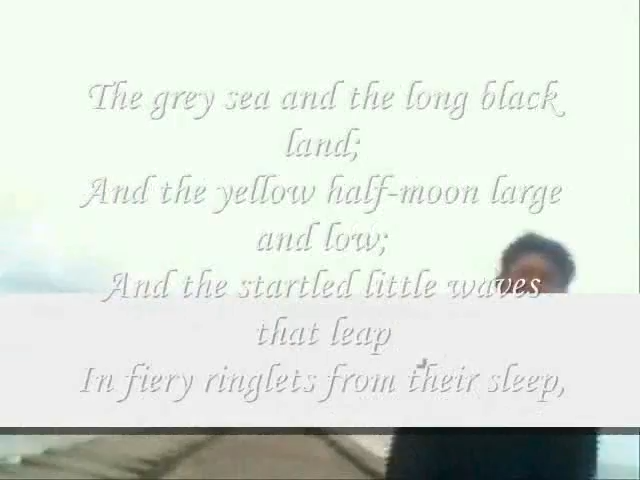 The grey sea and the long black
land;
And the yellow half-moon large
and low;
And the startled little waves
that leap
In fiery ringlets from their sleep,